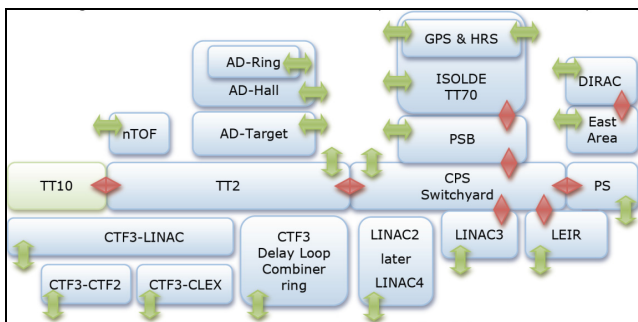 GPS & HRS
AD-Ring
ISOLDE
TT70
DIRAC
AD-Hall
nTOF
AD-Target
PSB
East
Area
TT10
TT2
CPS
Switchyard
PS
CTF3-LINAC
CTF3
Delay Loop
Combiner
ring
LINAC2
later
LINAC4
LINAC3
LEIR
CTF3-CTF2
CTF3-CLEX